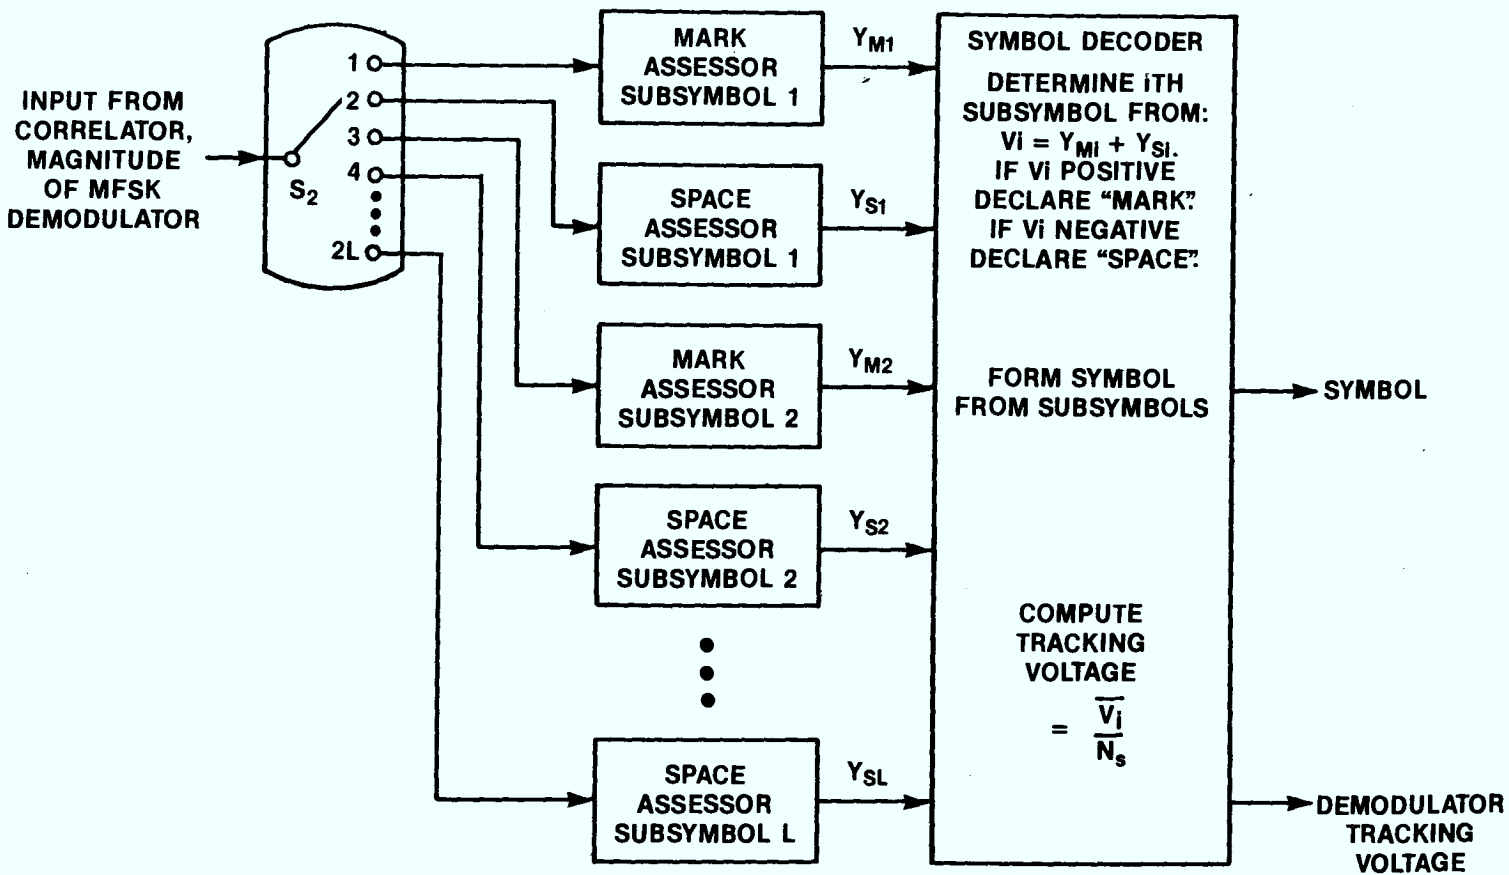 INPUT FROM
CORRELATOR,
MAGNITUDE
OF MFSK
DEMODULATOR
S2
1
2
3
4
2L
MARK
ASSESSOR
SUBSYMBOL 1
YM1
SPACE
ASSESSOR
SUBSYMBOL 1
YS1
MARK
ASSESSOR
SUBSYMBOL 2
YM2
SPACE
ASSESSOR
SUBSYMBOL 2
YS2
SPACE
ASSESSOR
SUBSYMBOL L
YSL
SYMBOL DECODER
DETERMINE iTH
SUBSYMBOL FROM:
Vi = YMi + YSi.
IF Vi POSITIVE
DECLARE “MARK”.
IF Vi NEGATIVE
DECLARE “SPACE”.
FORM SYMBOL
FROM SUBSYMBOLS
COMPUTE
TRACKING
VOLTAGE
= V̅i
Ns
SYMBOL
DEMODULATOR
TRACKING
VOLTAGE